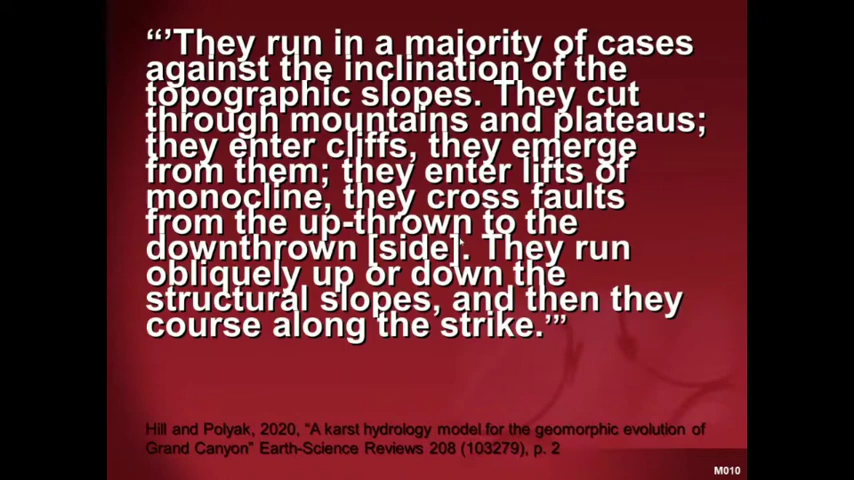 “’They run in a majority of cases
against the inclination of the
topographic slopes. They cut
through mountains and plateaus;
they enter cliffs, they emerge
from them; they enter lifts of
monocline, they cross faults
from the up-thrown to the
downthrown [side]. They run
obliquely up or down the
structural slopes, and then they
course along the strike.’”
Hill and Polyak, 2020, “A karst hydrology model for the geomorphic evolution of
Grand Canyon” Earth-Science Reviews 208 (103279), p. 2
M010